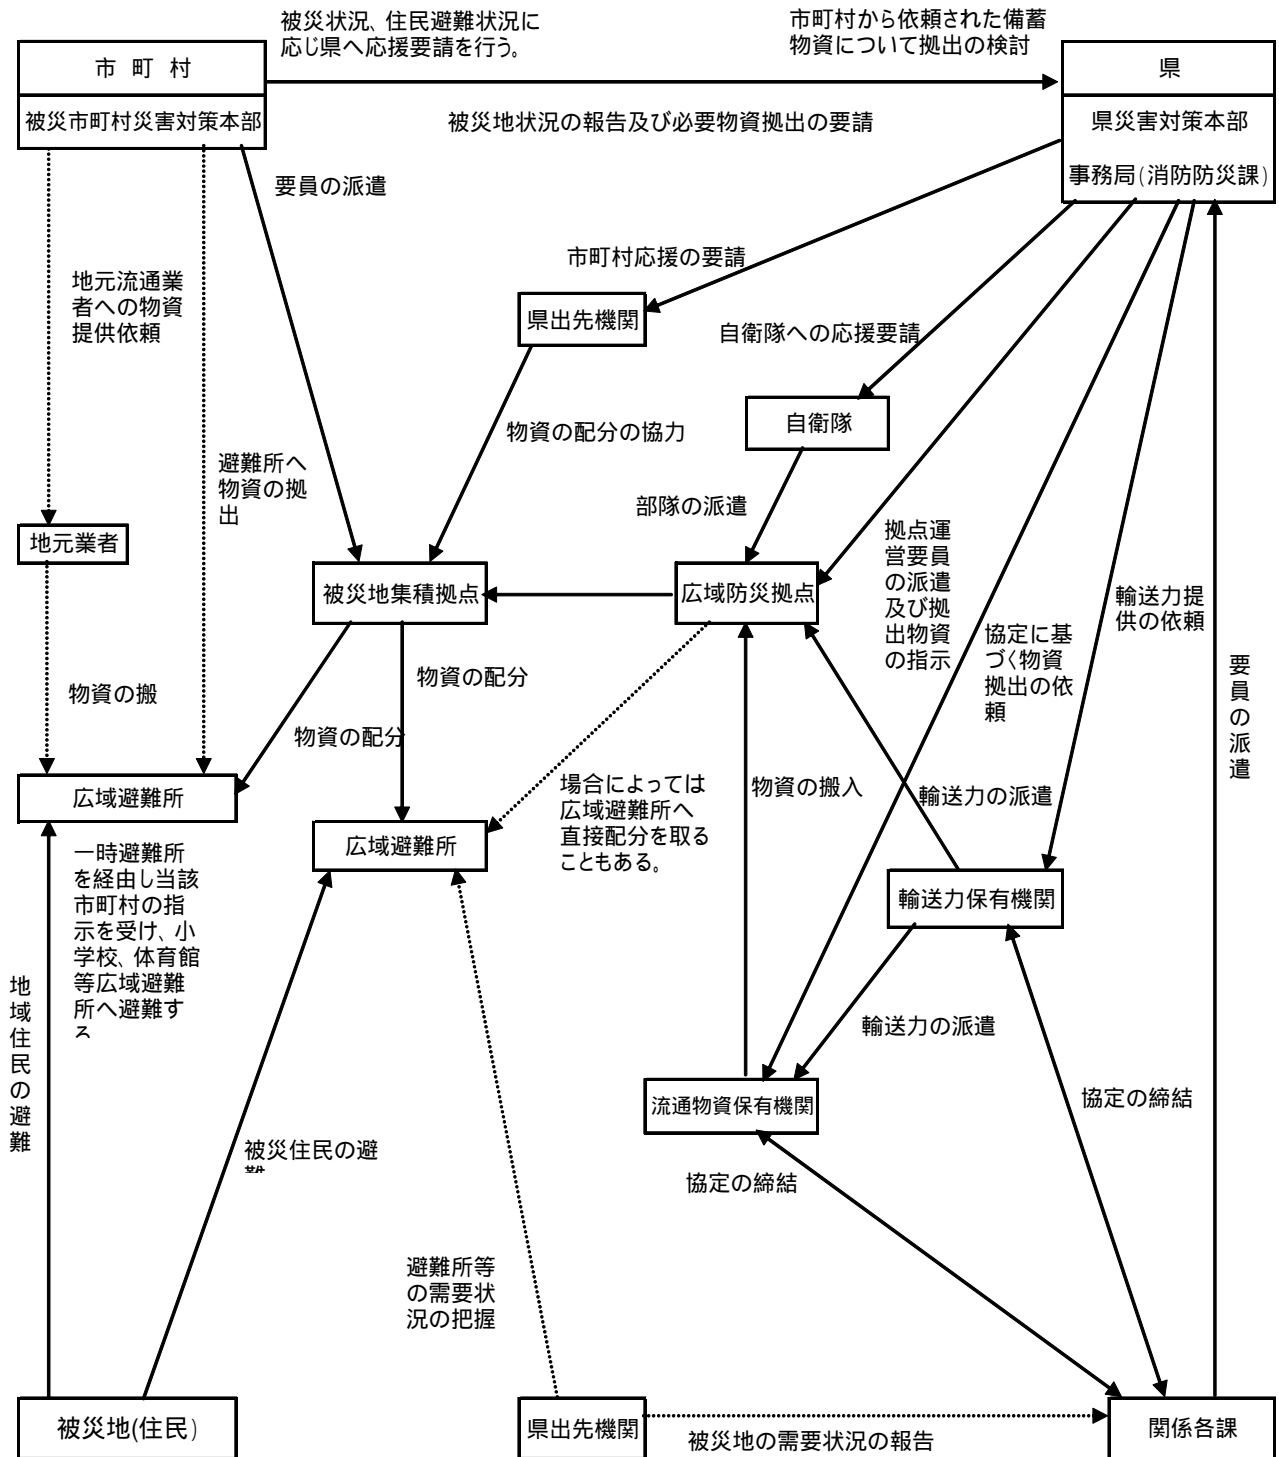 被災状況、住民避難状況に
応じ県へ応援要請を行う。
市町村から依頼された備蓄
物資について拠出の検討
市 町 村
県
被災市町村災害対策本部
被災地状況の報告及び必要物資拠出の要請
県災害対策本部
事務局(消防防災課)
要員の派遣
市町村応援の要請
地元流通業
者への物資
提供依頼
県出先機関
自衛隊への応援要請
自衛隊
物資の配分の協力
避難所へ
物資の拠
出
部隊の派遣
地元業者
拠点運
営要員
の派遣
及び拠
出物資
の指示
被災地集積拠点
広域防災拠点
輸送力提
供の依頼
協定に基
づく物資
拠出の依
頼
要員の派遣
物資の搬
物資の配分
物資の配分
広域避難所
場合によっては
広域避難所へ
直接配分を取る
こともある。
物資の搬入
輸送力の派遣
広域避難所
一時避難所
を経由し当該
市町村の指
示を受け、小
学校、体育館
等広域避難
所へ避難す
輸送力保有機関
地域住民の避難
輸送力の派遣
流通物資保有機関
協定の締結
被災住民の避
協定の締結
避難所等
の需要状
況の把握
被災地(住民)
県出先機関
被災地の需要状況の報告
関係各課